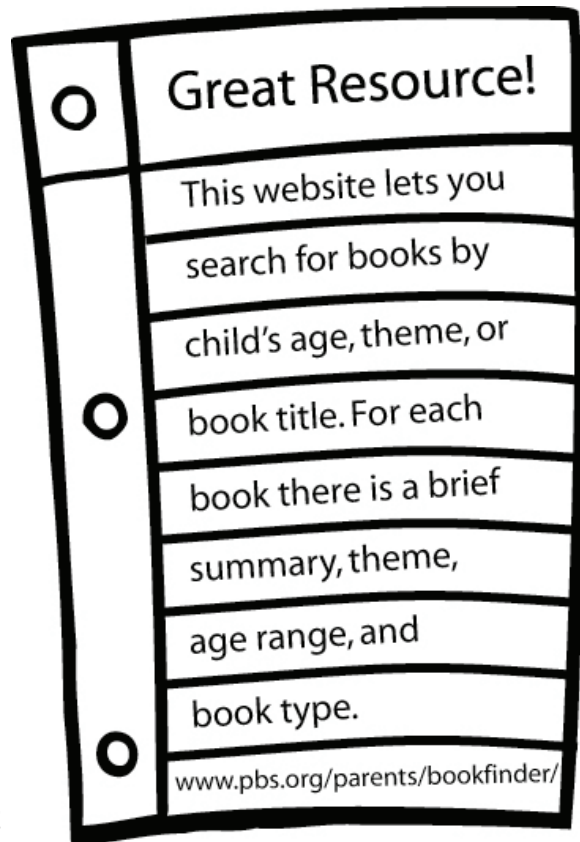 Great Resource!
This website lets you
search for books by
child's age, theme, or
book title. For each
book there is a brief
summary, theme,
age range, and
book type.
www.pbs.org/parents/bookfinder/